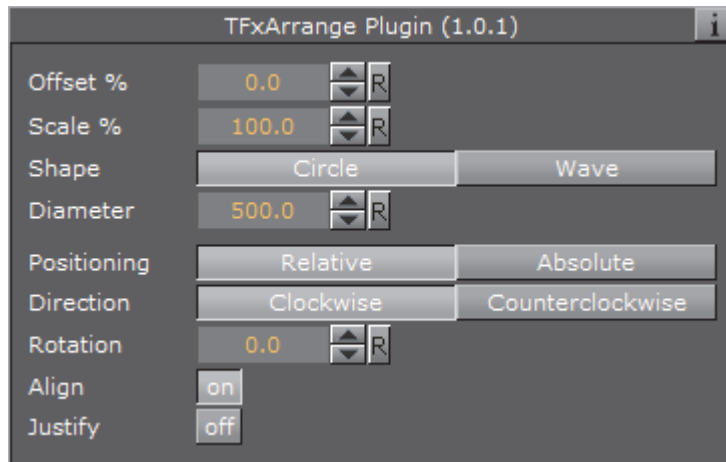 TFxArrange Plugin (1.0.1) i
Offset % 0.0 R
Scale % 100.0 R
Shape Circle Wave
Diameter 500.0 R
Positioning Relative Absolute
Direction Clockwise Counterclockwise
Rotation 0.0 R
Align on
Justify off